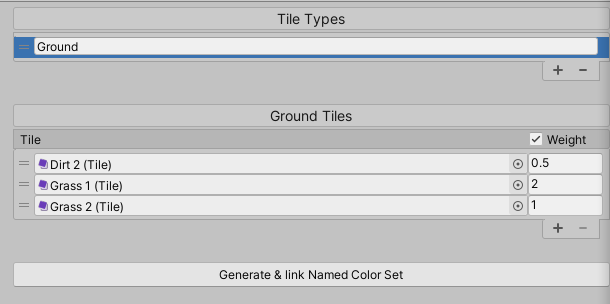 Tile Types
Ground
+ −
Ground Tiles
Tile Weight
Dirt 2 (Tile) 0.5
Grass 1 (Tile) 2
Grass 2 (Tile) 1
+ −
Generate & link Named Color Set